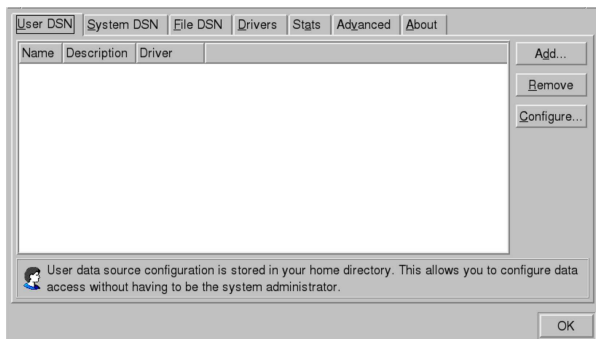 User DSN System DSN File DSN Drivers Stats Advanced About
Name Description Driver
Add...
Remove
Configure...
User data source configuration is stored in your home directory. This allows you to configure data
access without having to be the system administrator.
OK